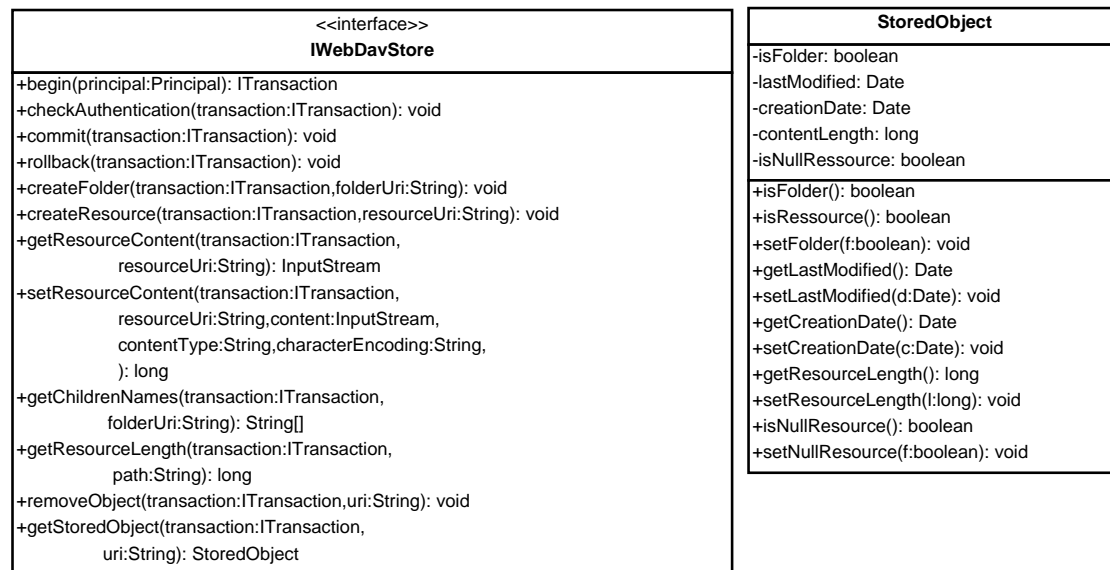 <<interface>>
IWebDavStore
+begin(principal:Principal): ITransaction
+checkAuthentication(transaction:ITransaction): void
+commit(transaction:ITransaction): void
+rollback(transaction:ITransaction): void
+createFolder(transaction:ITransaction,folderUri:String): void
+createResource(transaction:ITransaction,resourceUri:String): void
+getResourceContent(transaction:ITransaction,
resourceUri:String): InputStream
+setResourceContent(transaction:ITransaction,
resourceUri:String,content:InputStream,
contentType:String,characterEncoding:String,
): long
+getChildrenNames(transaction:ITransaction,
folderUri:String): String[]
+getResourceLength(transaction:ITransaction,
path:String): long
+removeObject(transaction:ITransaction,uri:String): void
+getStoredObject(transaction:ITransaction,
uri:String): StoredObject
StoredObject
-isFolder: boolean
-lastModified: Date
-creationDate: Date
-contentLength: long
-isNullRessource: boolean
+isFolder(): boolean
+isRessource(): boolean
+setFolder(f:boolean): void
+getLastModified(): Date
+setLastModified(d:Date): void
+getCreationDate(): Date
+setCreationDate(c:Date): void
+getResourceLength(): long
+setResourceLength(l:long): void
+isNullResource(): boolean
+setNullResource(f:boolean): void